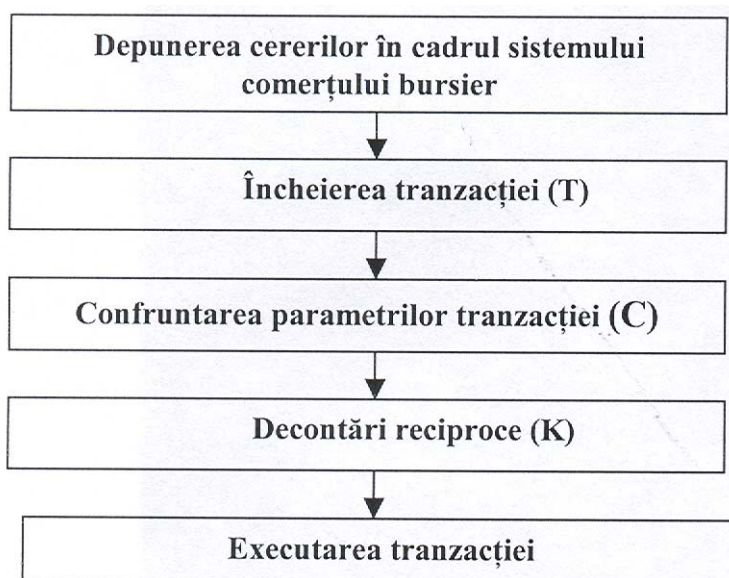 Depunerea cererilor în cadrul sistemului
comerțului bursier
Încheierea tranzacției (T)
Confruntarea parametrilor tranzacției (C)
Decontări reciproce (K)
Executarea tranzacției